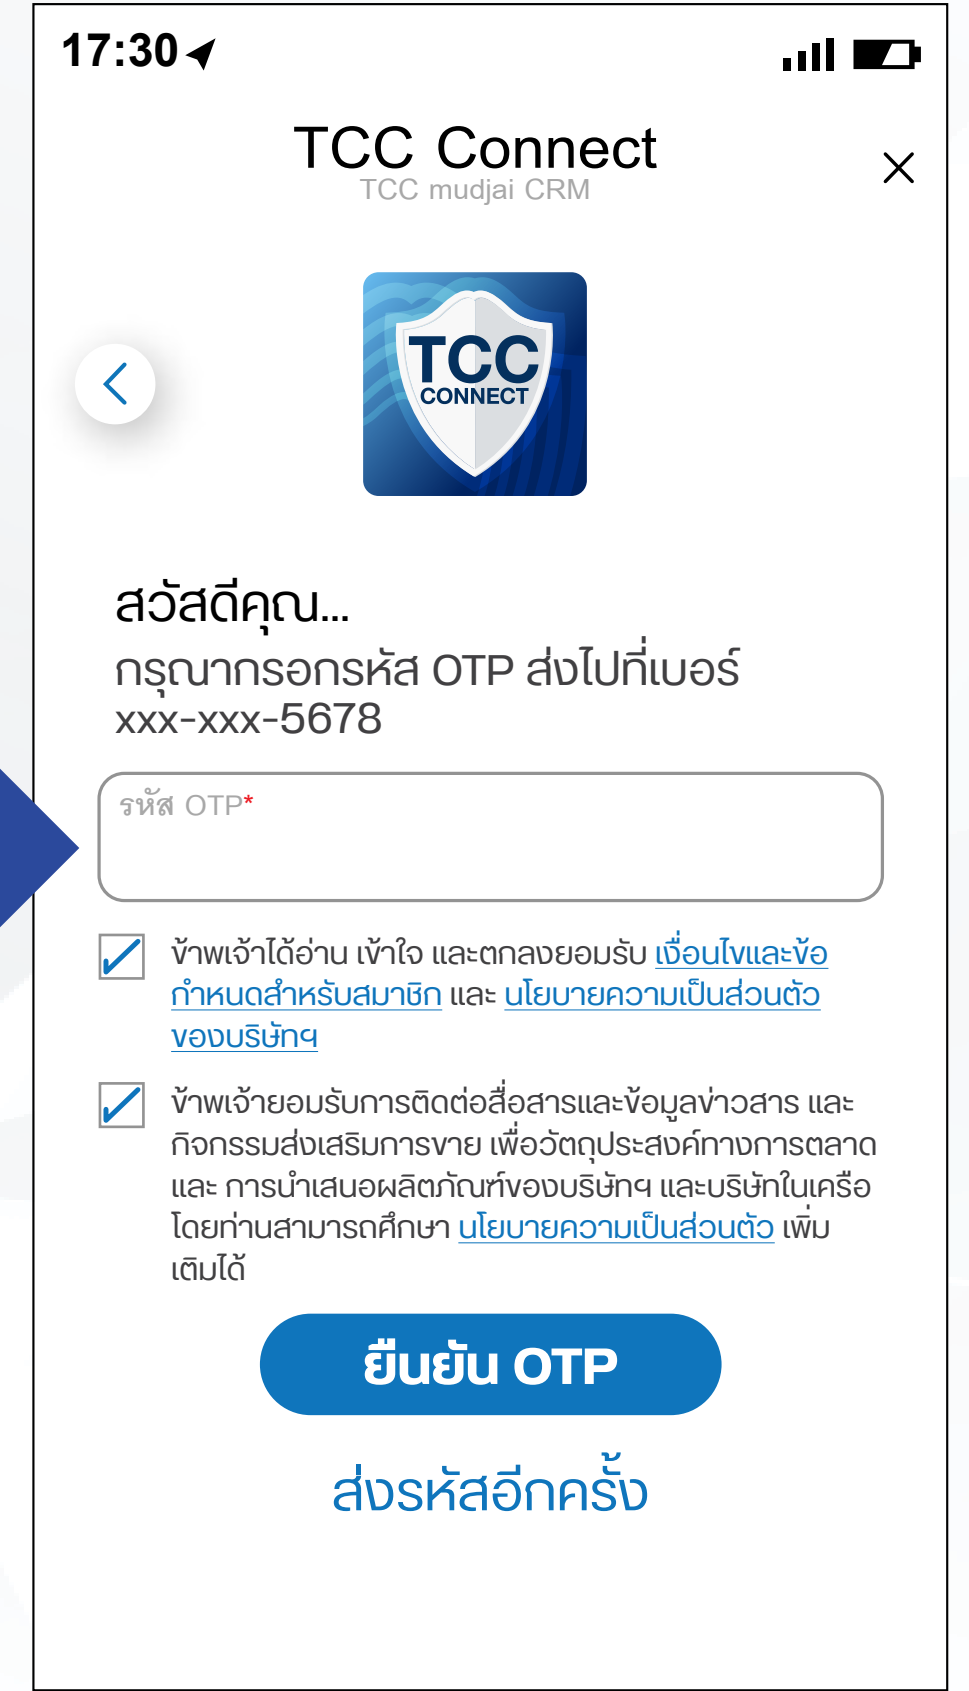 17:30
TCC Connect
TCC mudjai CRM
TCC
CONNECT
สวัสดีคุณ...
กรุณากรอกรหัส OTP ส่งไปที่เบอร์
xxx-xxx-5678
รหัส OTP*
ข้าพเจ้าได้อ่าน เข้าใจ และตกลงยอมรับ เงื่อนไขและข้อ
กำหนดสำหรับสมาชิก และ นโยบายความเป็นส่วนตัว
ของบริษัทฯ
ข้าพเจ้ายอมรับการติดต่อสื่อสารและข้อมูลข่าวสาร และ
กิจกรรมส่งเสริมการขาย เพื่อวัตถุประสงค์ทางการตลาด
และ การนำเสนอผลิตภัณฑ์ของบริษัทฯ และบริษัทในเครือ
โดยท่านสามารถศึกษา นโยบายความเป็นส่วนตัว เพิ่ม
เติมได้
ยืนยัน OTP
ส่งรหัสอีกครั้ง